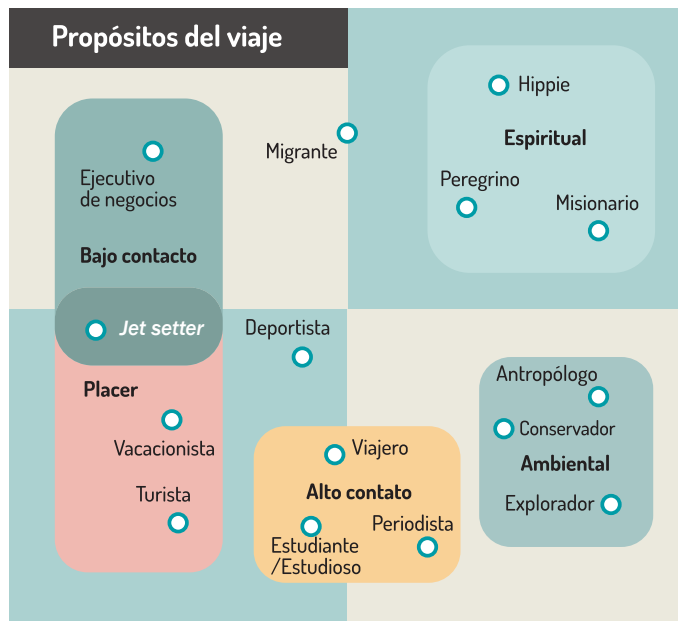 Propósitos del viaje
Hippie
Migrante
Espiritual
Ejecutivo
de negocios
Peregrino
Misionario
Bajo contacto
Jet setter
Deportista
Placer
Antropólogo
Vacacionista
Viajero
Conservador
Ambiental
Turista
Alto contato
Explorador
Periodista
Estudiante
/Estudioso